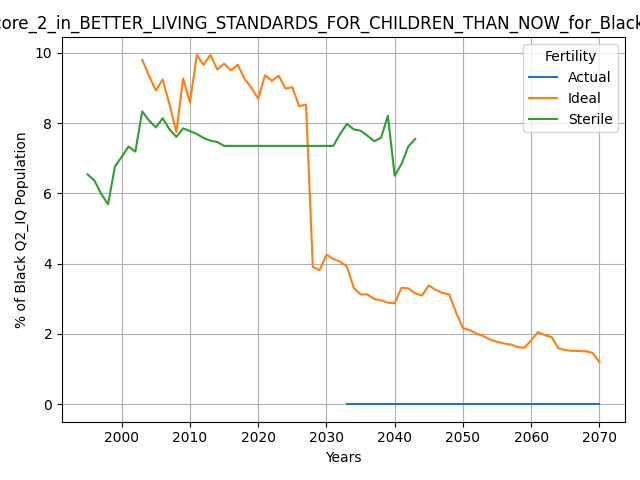 core_2_in_BETTER_LIVING_STANDARDS_FOR_CHILDREN_THAN_NOW_for_Black
Fertility
Actual
Ideal
Sterile
% of Black Q2_IQ Population
10
8
6
4
2
0
2000 2010 2020 2030 2040 2050 2060 2070
Years